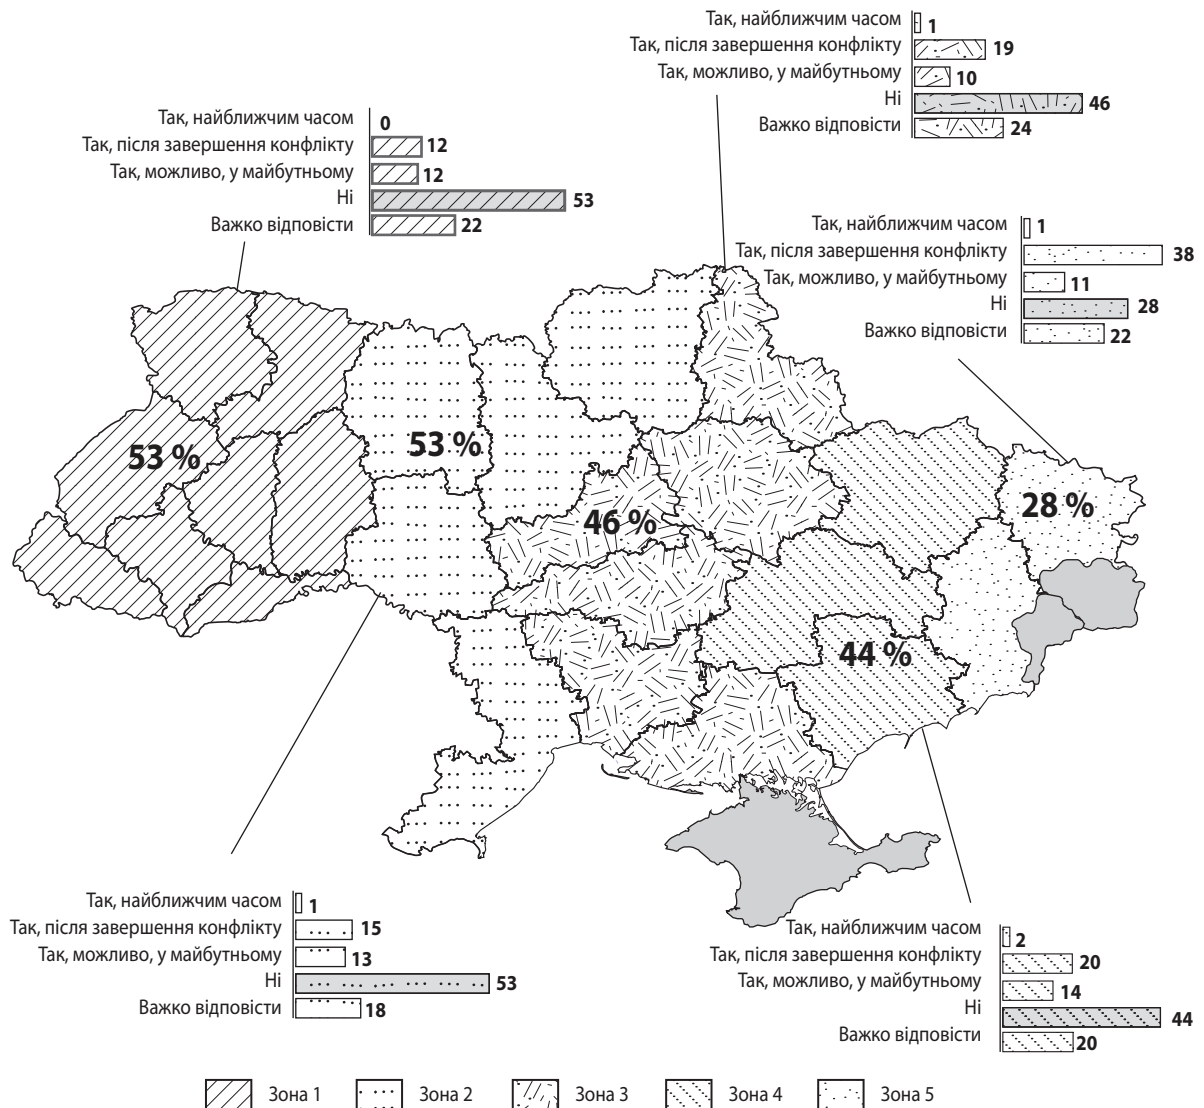 Так, найближчим часом 1
Так, після завершення конфлікту 19
Так, можливо, у майбутньому 10
Ні 46
Важко відповісти 24
Так, найближчим часом 0
Так, після завершення конфлікту 12
Так, можливо, у майбутньому 12
Ні 53
Важко відповісти 22
Так, найближчим часом 1
Так, після завершення конфлікту 38
Так, можливо, у майбутньому 11
Ні 28
Важко відповісти 22
53 %
53 %
46 %
28 %
44 %
Так, найближчим часом 1
Так, після завершення конфлікту 15
Так, можливо, у майбутньому 13
Ні 53
Важко відповісти 18
Так, найближчим часом 2
Так, після завершення конфлікту 20
Так, можливо, у майбутньому 14
Ні 44
Важко відповісти 20
Зона 1 Зона 2 Зона 3 Зона 4 Зона 5